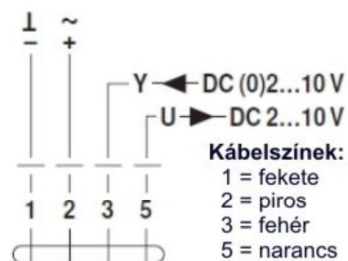 ⊥ ~
− +
Y DC (0)2...10 V
U DC 2...10 V
Kábelszínek:
1 = fekete
2 = piros
3 = fehér
5 = narancs
1 2 3 5